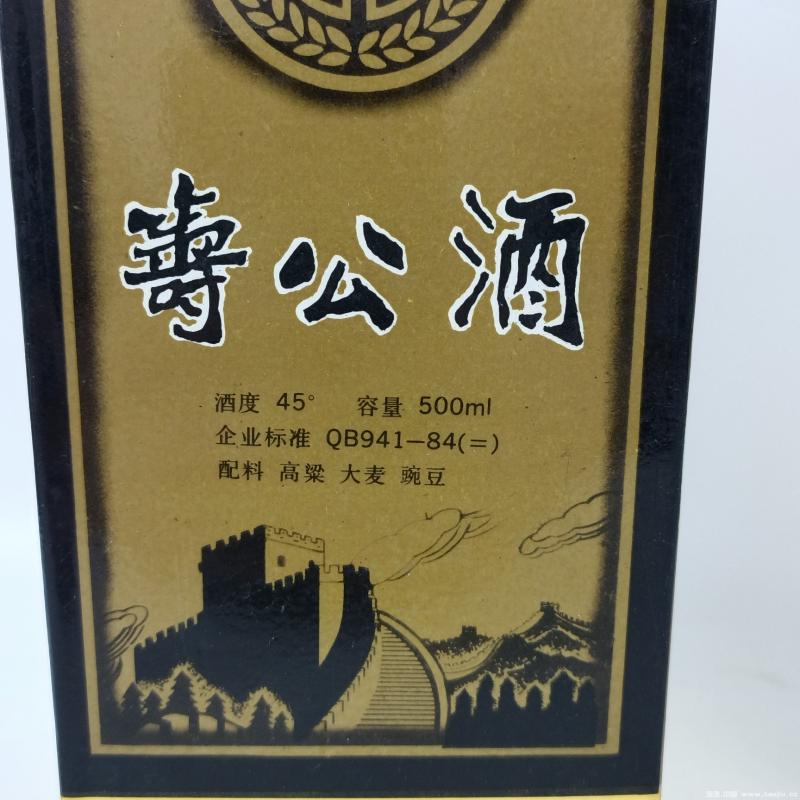 壽公酒
酒度 45° 容量 500ml
企业标准 QB941—84(二)
配料 高粱 大麦 豌豆